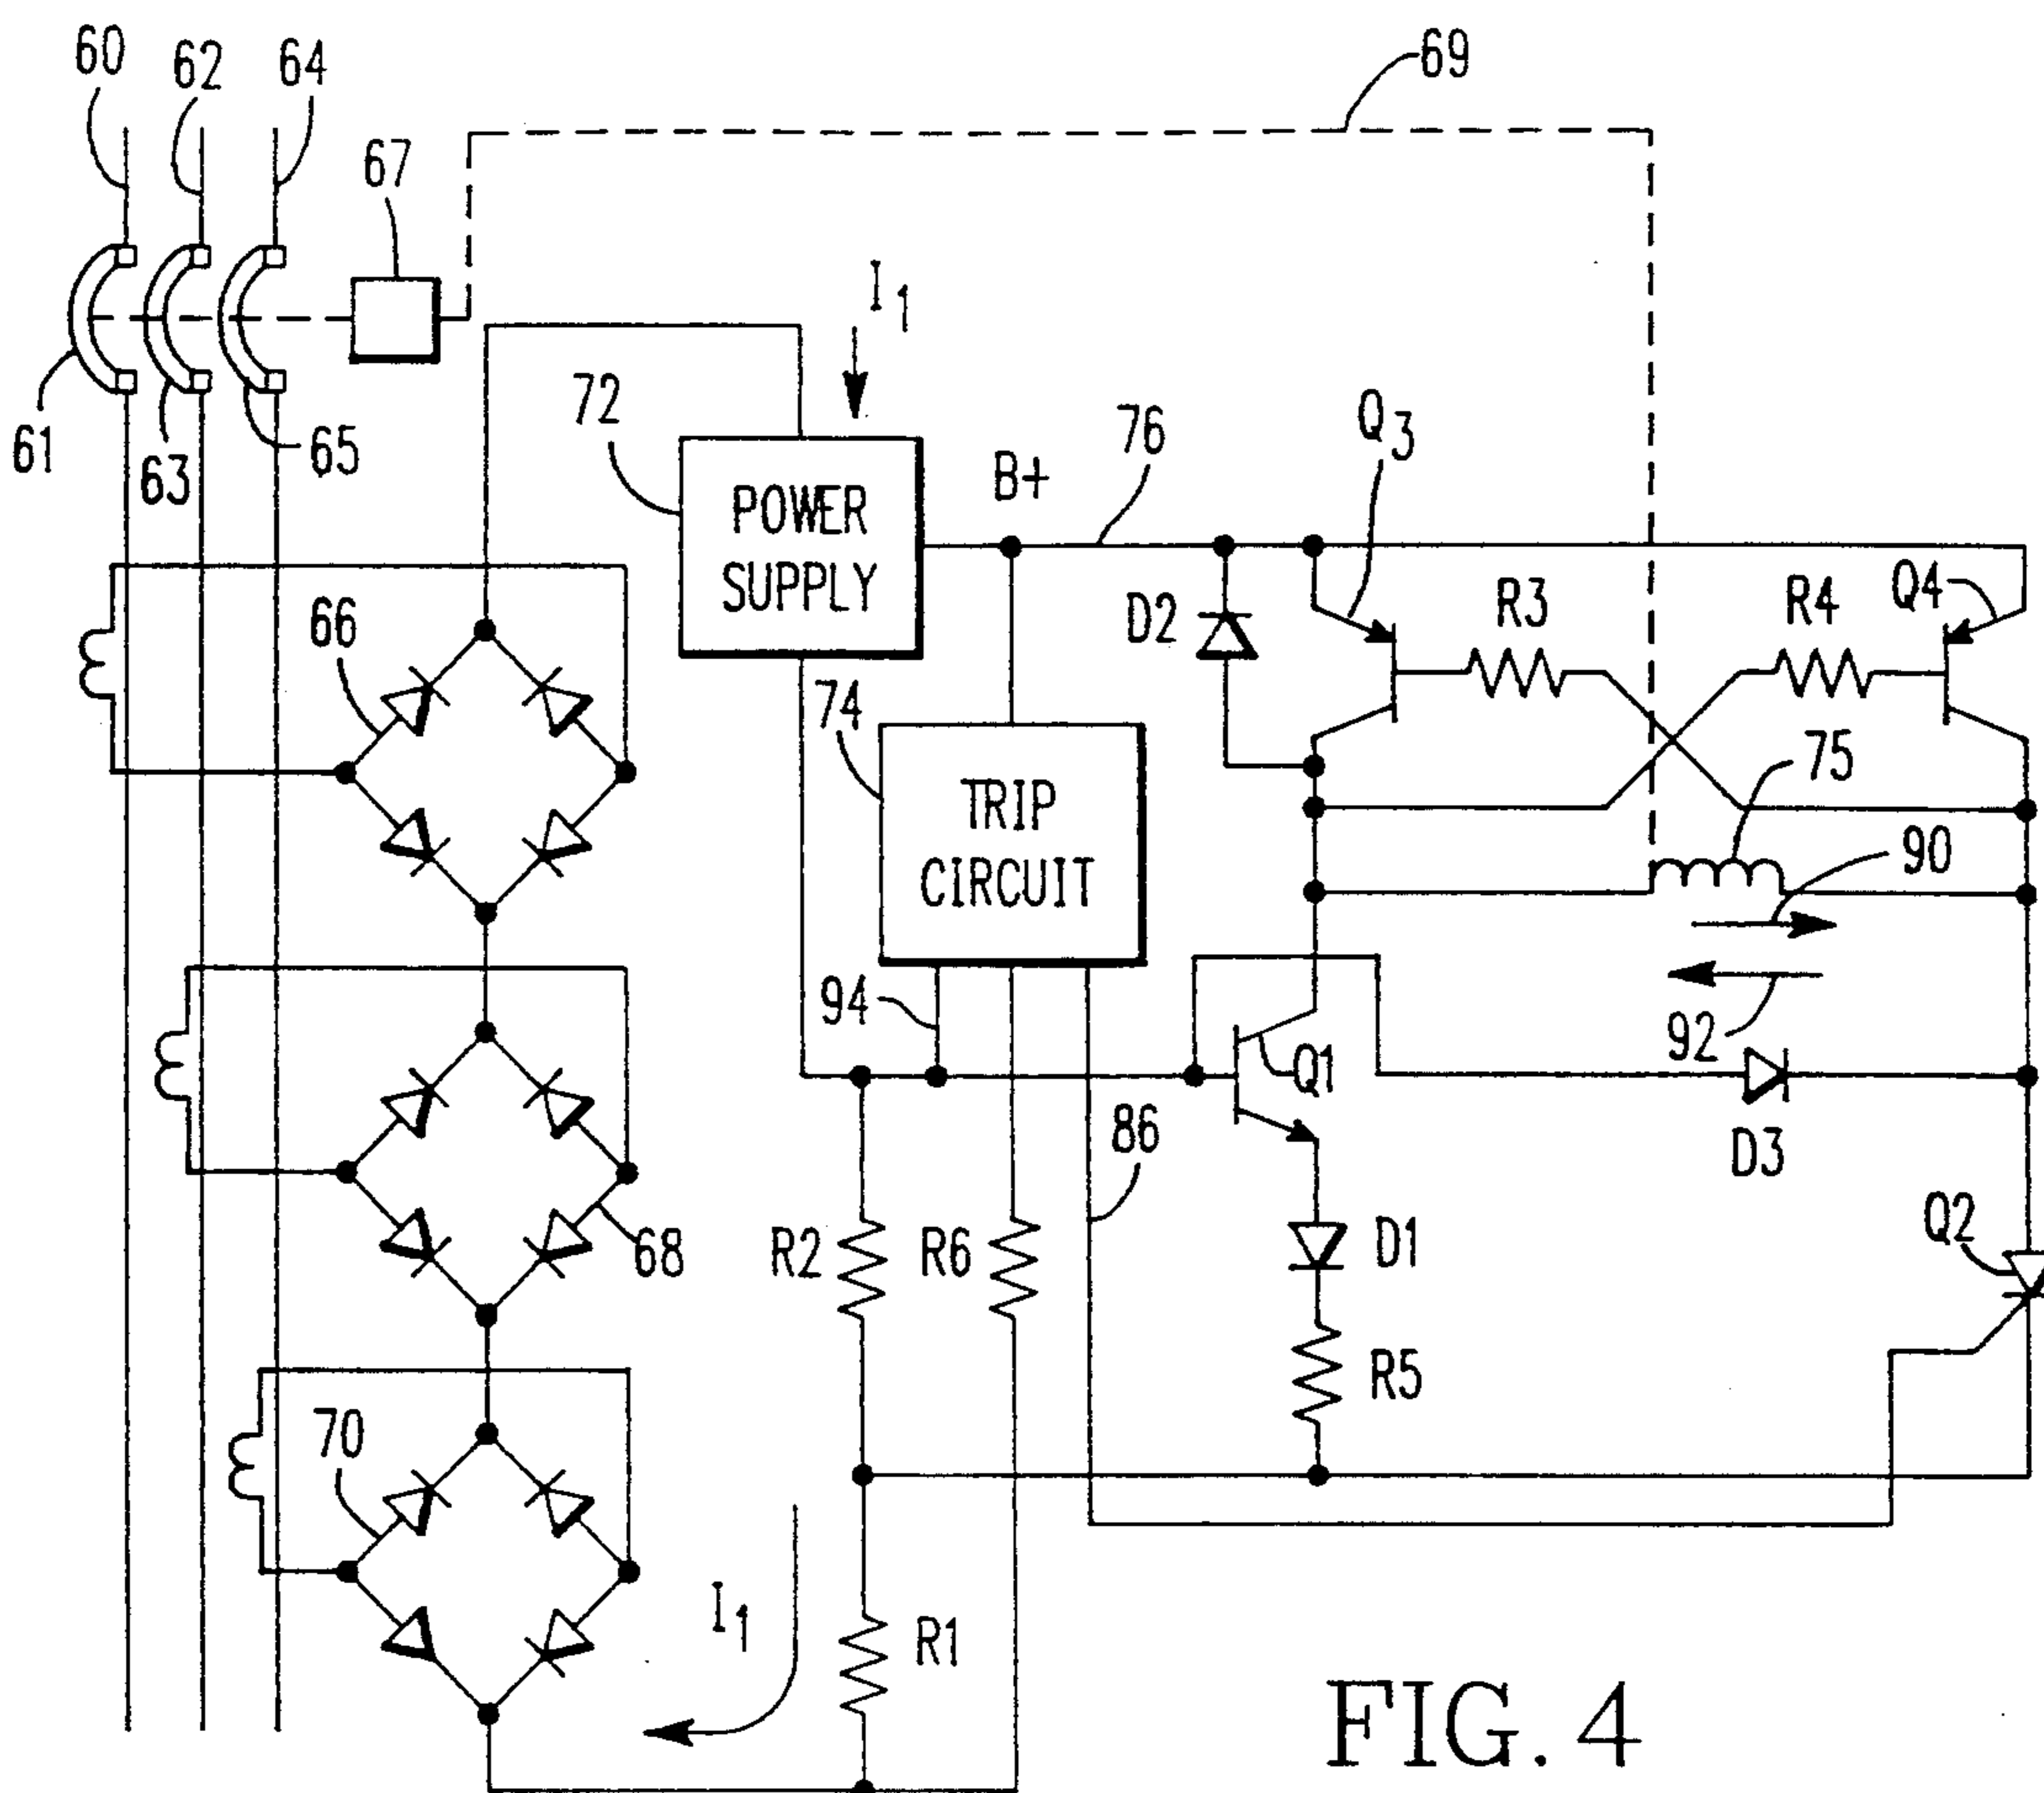 60
62
64
69
67
I1
61
63
65
72
POWER
SUPPLY
B+
76
Q3
D2
R3
R4
Q4
66
74
TRIP
CIRCUIT
75
90
94
92
Q1
86
D3
68
R2
R6
D1
Q2
R5
70
I1
R1
FIG. 4